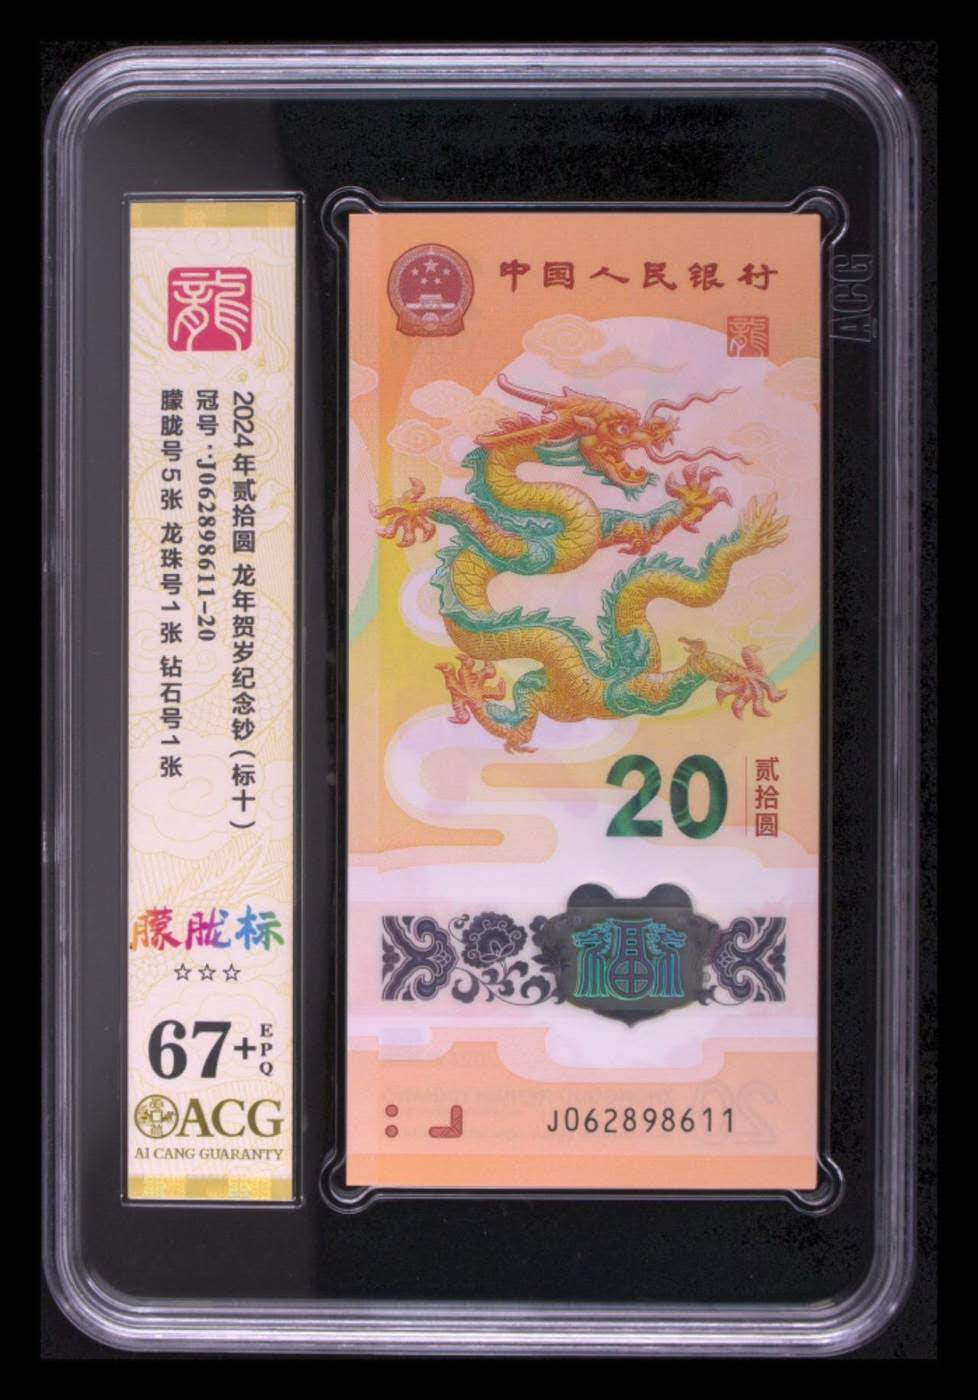 龍
2024年贰拾圆 龙年贺岁纪念钞(标十)
冠号:J062898611-20
朦胧号5张 龙珠号1张 钻石号1张
朦胧标
☆☆☆
67+EPQ
ACG
AI CANG GUARANTY
中国人民银行
龍
20
贰拾圆
福
J062898611
ACG